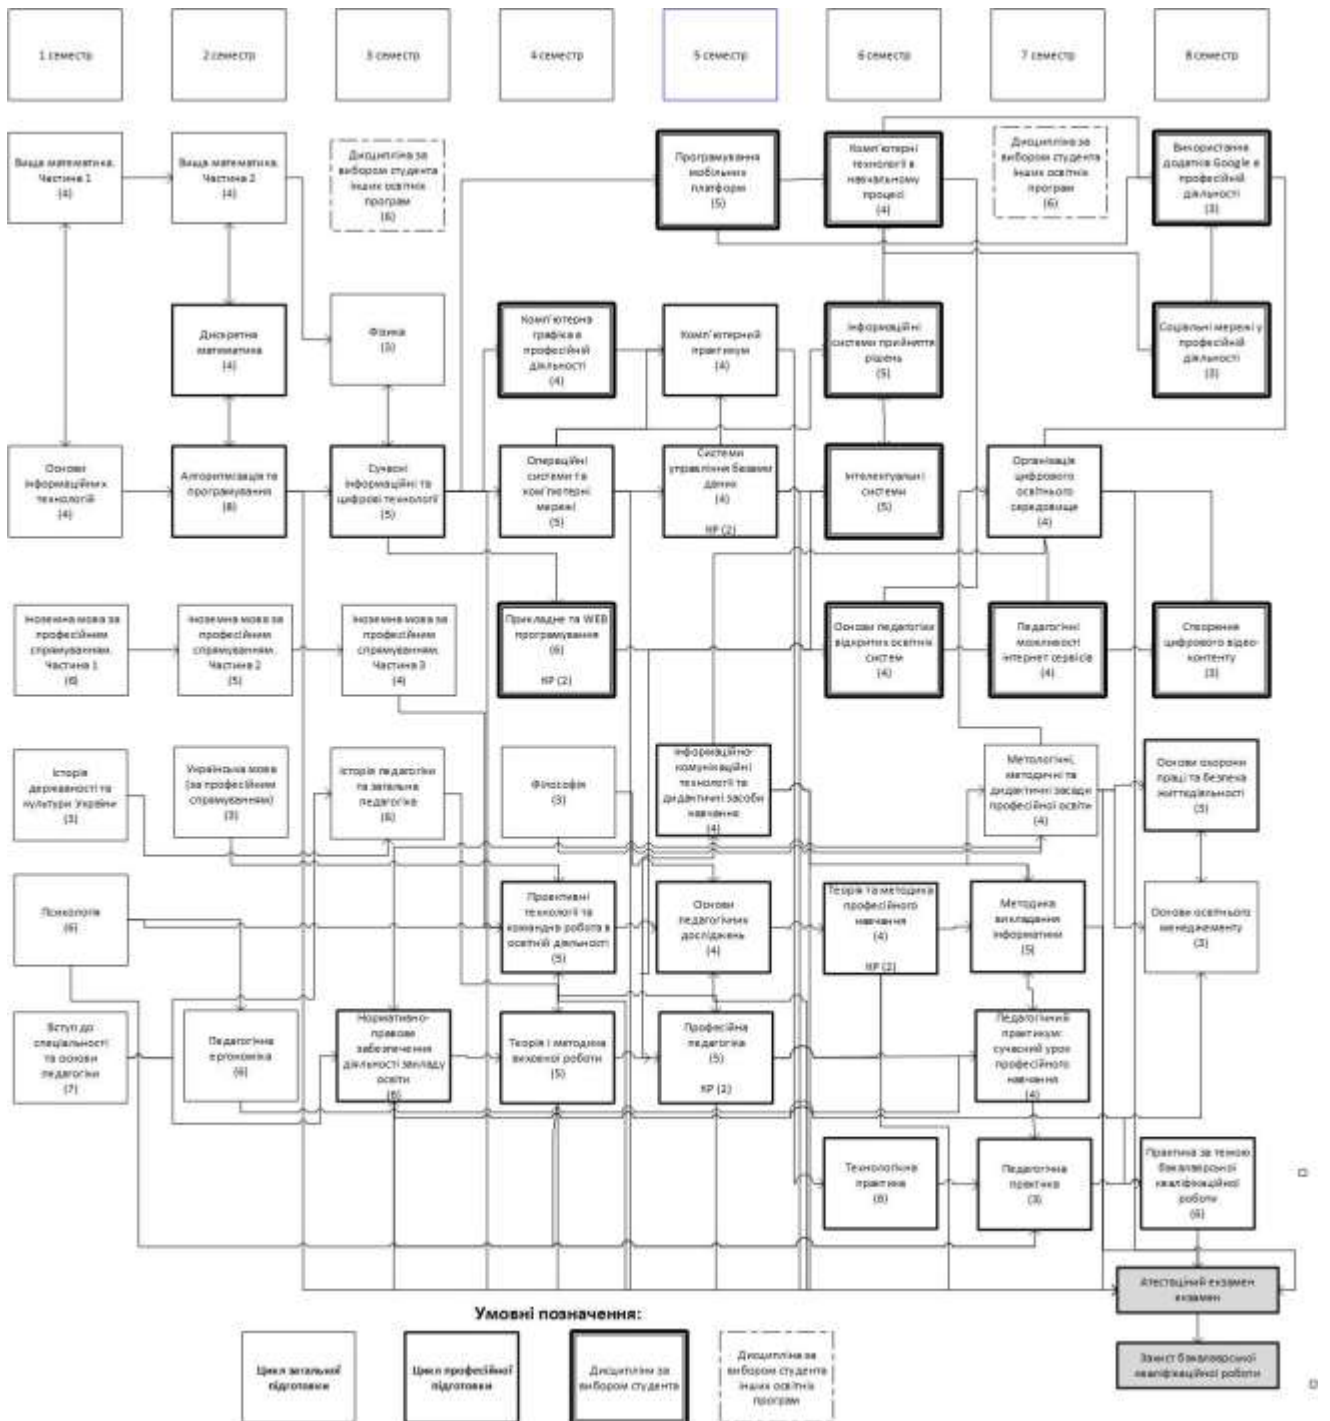 1 семестр
2 семестр
3 семестр
4 семестр
5 семестр
6 семестр
7 семестр
8 семестр
Вища математика.
Частина 1
(4)
Вища математика.
Частина 2
(4)
Дисципліна за
вибором студента
інших освітніх
програм
(6)
Програмування
мобільних
платформ
(5)
Комп'ютерні
технології в
навчальному
процесі
(4)
Дисципліна за
вибором студента
інших освітніх
програм
(6)
Використання
додатків Google в
професійній
діяльності
(3)
Дискретна
математика
(4)
Фізика
(3)
Комп'ютерна
графіка в
професійній
діяльності
(4)
Комп'ютерний
практикум
(4)
Інформаційні
системи прийняття
рішень
(5)
Соціальні мережі у
професійній
діяльності
(3)
Основи
інформаційних
технологій
(4)
Алгоритмізація та
програмування
(8)
Сучасні
інформаційні та
цифрові технології
(5)
Операційні
системи та
комп'ютерні
мережі
(5)
Системи
управління базами
даних
(4)
КР (2)
Інтелектуальні
системи
(5)
Організація
цифрового
освітнього
середовище
(4)
Іноземна мова за
професійним
спрямуванням.
Частина 1
(6)
Іноземна мова за
професійним
спрямуванням.
Частина 2
(5)
Іноземна мова за
професійним
спрямуванням.
Частина 3
(4)
Прикладне та WEB
програмування
(6)
КР (2)
Основи педагогіки
відкритих освітніх
систем
(4)
Педагогічні
можливості
інтернет сервісів
(4)
Створення
цифрового відео-
контенту
(3)
Історія
державності та
культури України
(3)
Українська мова
(за професійним
спрямуванням)
(3)
Історія педагогіки
та загальна
педагогіка
(6)
Філософія
(3)
Інформаційно-
комунікаційні
технології та
дидактичні засоби
навчання
(4)
Метологічні,
методичні та
дидактичні засади
професійної освіти
(4)
Основи охорони
праці та безпека
життєдіяльності
(3)
Психологія
(6)
Проективні
технології та
командна робота в
освітній діяльності
(5)
Основи
педагогічних
досліджень
(4)
Теорія та методика
професійного
навчання
(4)
КР (2)
Методика
викладання
інформатики
(5)
Основи освітнього
менеджменту
(3)
Вступ до
спеціальності
та основи
педагогіки
(7)
Педагогічна
ергономіка
(6)
Нормативно-
правове
забезпечення
діяльності закладу
освіти
(6)
Теорія і методика
виховної роботи
(5)
Професійна
педагогіка
(5)
КР (2)
Педагогічний
практикум:
сучасний урок
професійного
навчання
(4)
Технологічна
практика
(6)
Педагогічна
практика
(3)
Практика за темою
бакалаврської
кваліфікаційної
роботи
(6)
Атестаціний екзамен
екзамен
Захист бакалаврської
кваліфікаційної роботи
Умовні позначення:
Цикл загальної
підготовки
Цикл професійної
підготовки
Дисципліни за
вибором студента
Дисципліна за
вибором студента
інших освітніх
програм